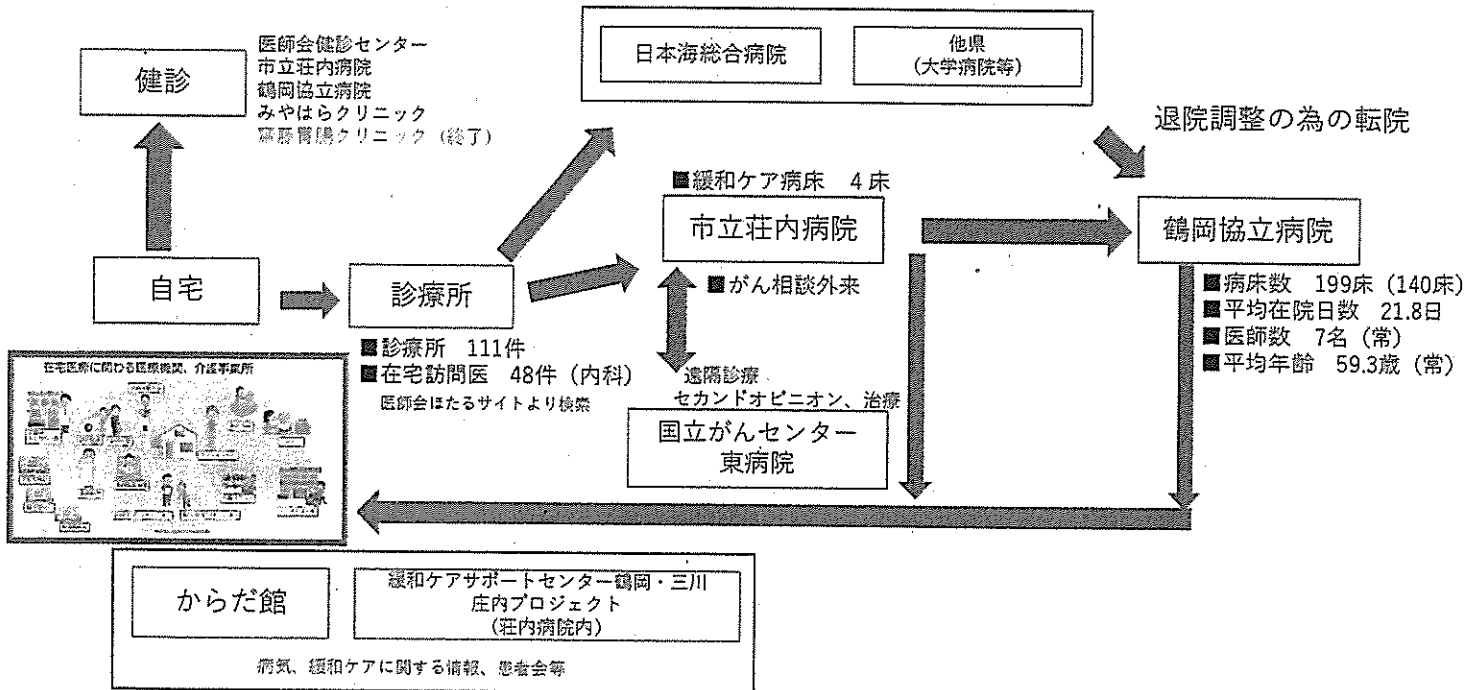 医師会健診センター
市立荘内病院
鶴岡協立病院
みやはらクリニック
齋藤胃腸クリニック (終了)
健診
日本海総合病院
他県
(大学病院等)
退院調整の為の転院
■緩和ケア病床 4床
市立荘内病院
■がん相談外来
鶴岡協立病院
■病床数 199床 (140床)
■平均在院日数 21.8日
■医師数 7名 (常)
■平均年齢 59.3歳 (常)
自宅
診療所
■診療所 111件
■在宅訪問医 48件 (内科)
医師会ほたるサイトより検索
遠隔診療
セカンドオピニオン、治療
国立がんセンター
東病院
在宅医療に関わる医療機関、介護事業所
からだ館
緩和ケアサポートセンター鶴岡・三川
庄内プロジェクト
(荘内病院内)
病気、緩和ケアに関する情報、患者会等